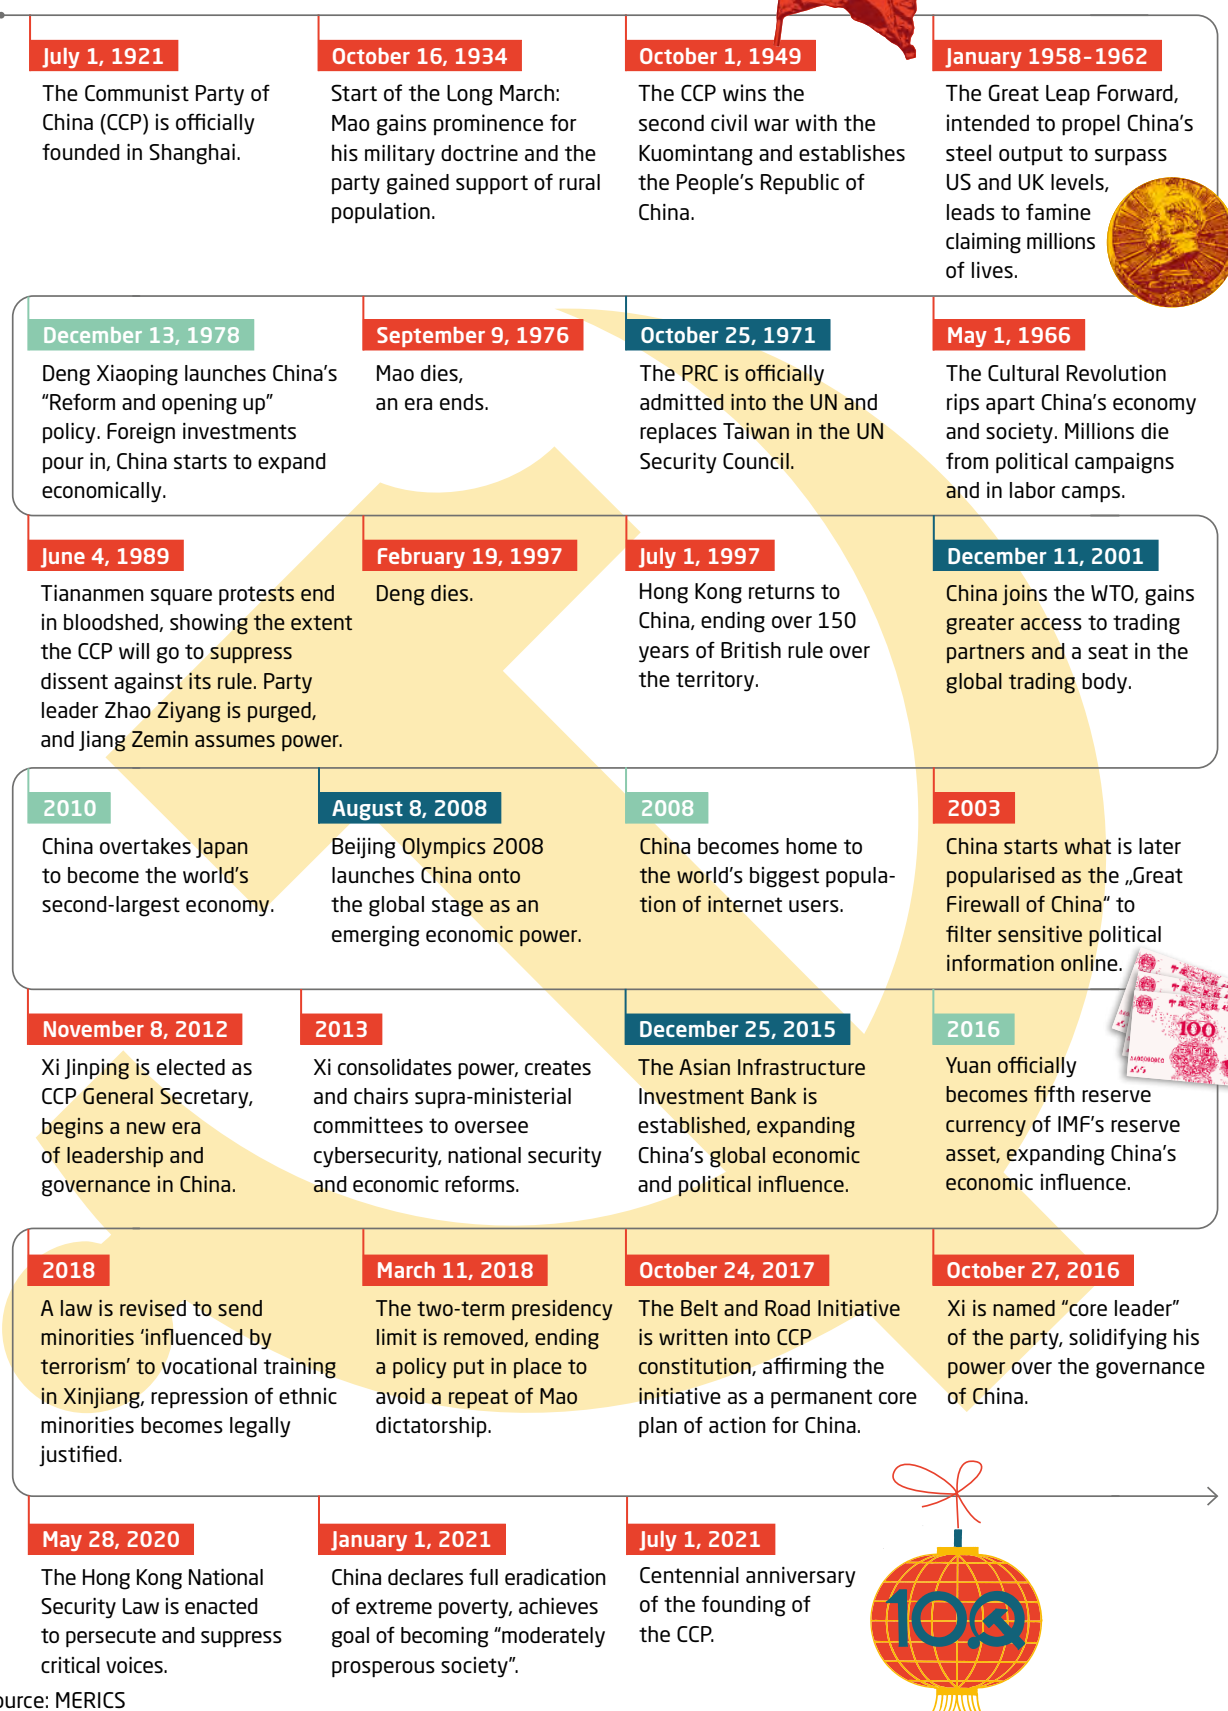 July 1, 1921
The Communist Party of
China (CCP) is officially
founded in Shanghai.
October 16, 1934
Start of the Long March:
Mao gains prominence for
his military doctrine and the
party gained support of rural
population.
October 1, 1949
The CCP wins the
second civil war with the
Kuomintang and establishes
the People's Republic of
China.
January 1958-1962
The Great Leap Forward,
intended to propel China's
steel output to surpass
US and UK levels,
leads to famine
claiming millions
of lives.
December 13, 1978
Deng Xiaoping launches China's
“Reform and opening up”
policy. Foreign investments
pour in, China starts to expand
economically.
September 9, 1976
Mao dies,
an era ends.
October 25, 1971
The PRC is officially
admitted into the UN and
replaces Taiwan in the UN
Security Council.
May 1, 1966
The Cultural Revolution
rips apart China's economy
and society. Millions die
from political campaigns
and in labor camps.
June 4, 1989
Tiananmen square protests end
in bloodshed, showing the extent
the CCP will go to suppress
dissent against its rule. Party
leader Zhao Ziyang is purged,
and Jiang Zemin assumes power.
February 19, 1997
Deng dies.
July 1, 1997
Hong Kong returns to
China, ending over 150
years of British rule over
the territory.
December 11, 2001
China joins the WTO, gains
greater access to trading
partners and a seat in the
global trading body.
2010
China overtakes Japan
to become the world's
second-largest economy.
August 8, 2008
Beijing Olympics 2008
launches China onto
the global stage as an
emerging economic power.
2008
China becomes home to
the world's biggest popula-
tion of internet users.
2003
China starts what is later
popularised as the „Great
Firewall of China“ to
filter sensitive political
information online.
November 8, 2012
Xi Jinping is elected as
CCP General Secretary,
begins a new era
of leadership and
governance in China.
2013
Xi consolidates power, creates
and chairs supra-ministerial
committees to oversee
cybersecurity, national security
and economic reforms.
December 25, 2015
The Asian Infrastructure
Investment Bank is
established, expanding
China's global economic
and political influence.
2016
Yuan officially
becomes fifth reserve
currency of IMF's reserve
asset, expanding China's
economic influence.
100
2018
A law is revised to send
minorities ‘influenced by
terrorism’ to vocational training
in Xinjiang, repression of ethnic
minorities becomes legally
justified.
March 11, 2018
The two-term presidency
limit is removed, ending
a policy put in place to
avoid a repeat of Mao
dictatorship.
October 24, 2017
The Belt and Road Initiative
is written into CCP
constitution, affirming the
initiative as a permanent core
plan of action for China.
October 27, 2016
Xi is named “core leader”
of the party, solidifying his
power over the governance
of China.
May 28, 2020
The Hong Kong National
Security Law is enacted
to persecute and suppress
critical voices.
January 1, 2021
China declares full eradication
of extreme poverty, achieves
goal of becoming “moderately
prosperous society”.
July 1, 2021
Centennial anniversary
of the founding of
the CCP.
100
ource: MERICS